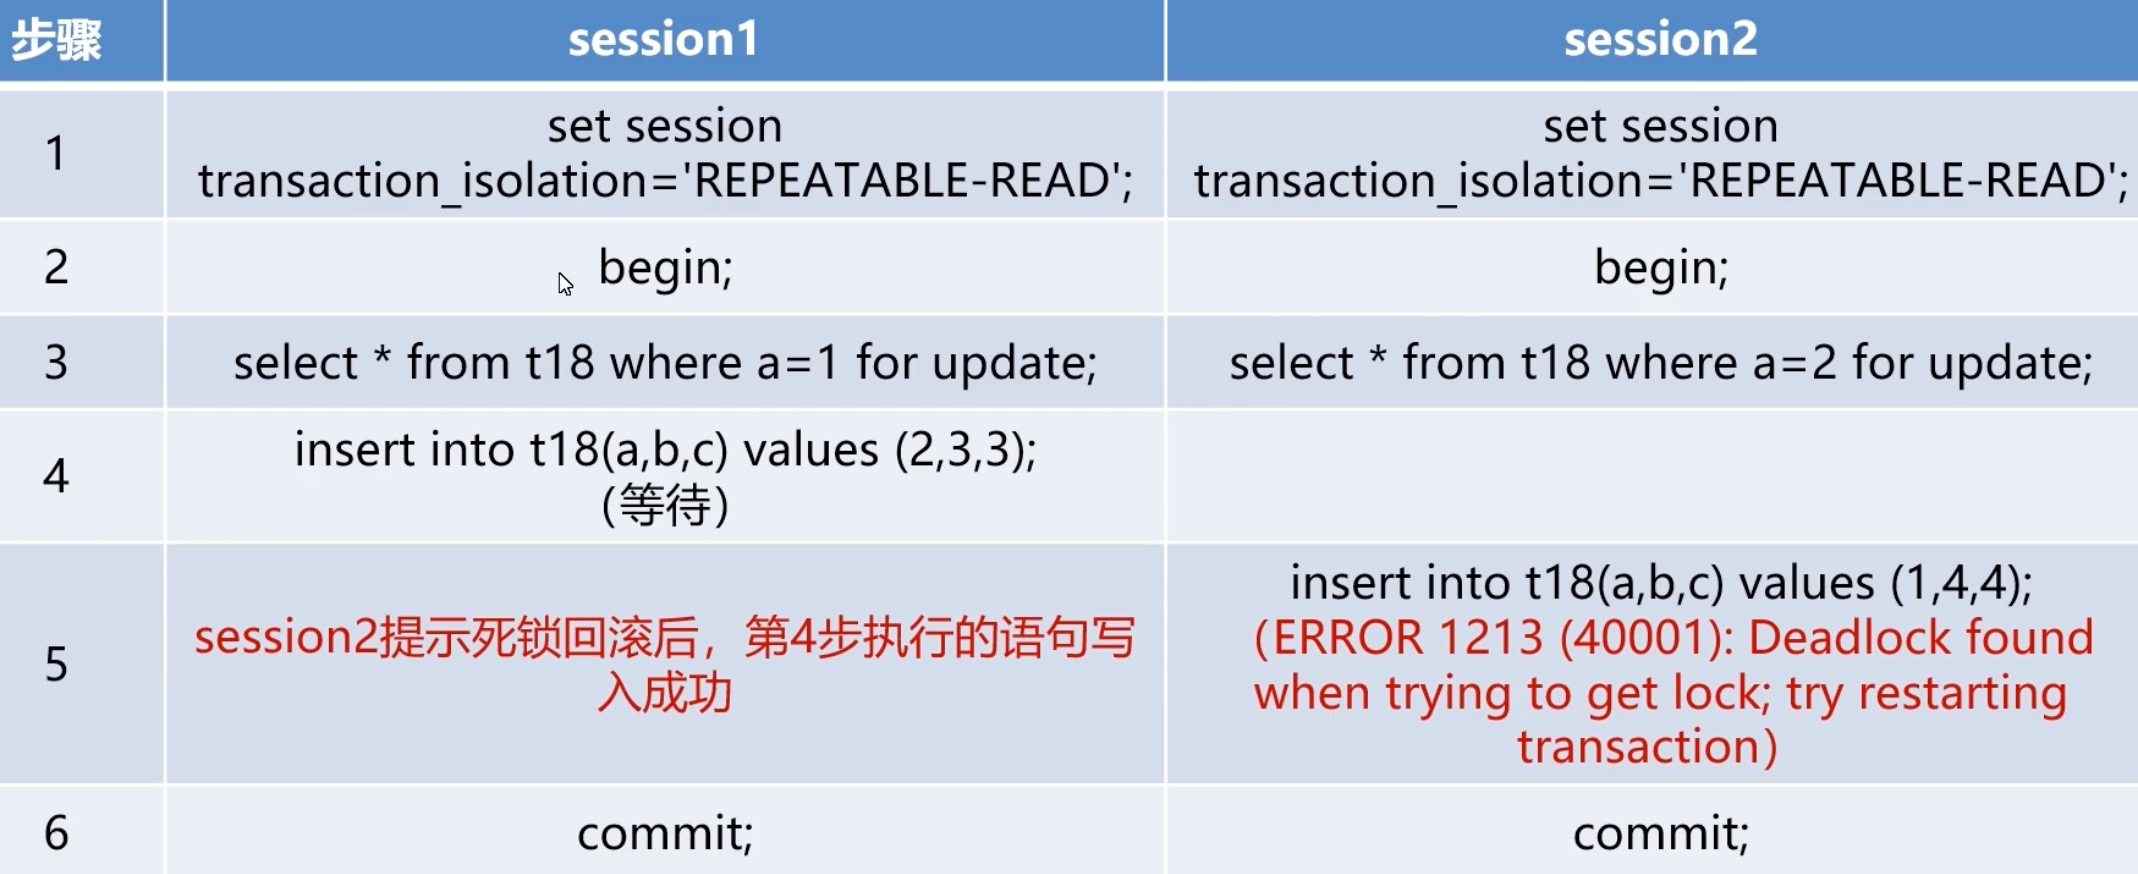 步骤
session1
session2
1
set session
transaction_isolation='REPEATABLE-READ';
set session
transaction_isolation='REPEATABLE-READ';
2
begin;
begin;
3
select * from t18 where a=1 for update;
select * from t18 where a=2 for update;
4
insert into t18(a,b,c) values (2,3,3);
(等待)
5
session2提示死锁回滚后，第4步执行的语句写
入成功
insert into t18(a,b,c) values (1,4,4);
(ERROR 1213 (40001): Deadlock found
when trying to get lock; try restarting
transaction)
6
commit;
commit;